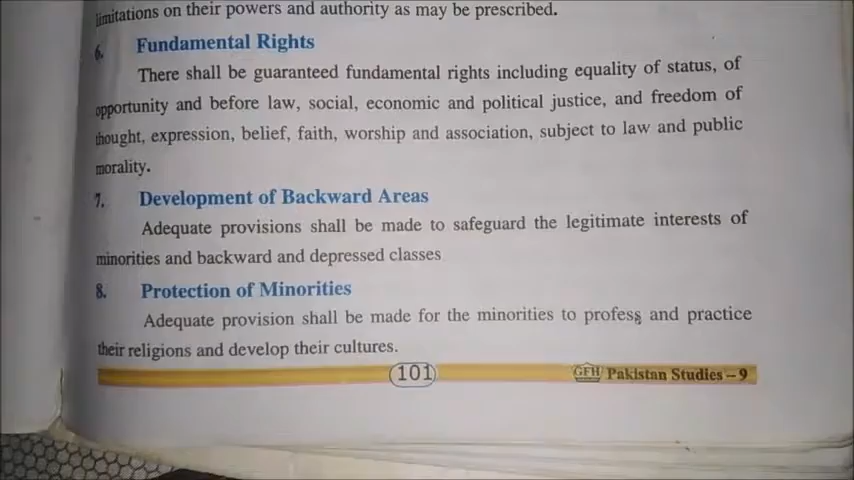 limitations on their powers and authority as may be prescribed.
6. Fundamental Rights
There shall be guaranteed fundamental rights including equality of status, of
opportunity and before law, social, economic and political justice, and freedom of
thought, expression, belief, faith, worship and association, subject to law and public
morality.
7. Development of Backward Areas
Adequate provisions shall be made to safeguard the legitimate interests of
minorities and backward and depressed classes
8. Protection of Minorities
Adequate provision shall be made for the minorities to profess and practice
their religions and develop their cultures.
101
GFH Pakistan Studies – 9